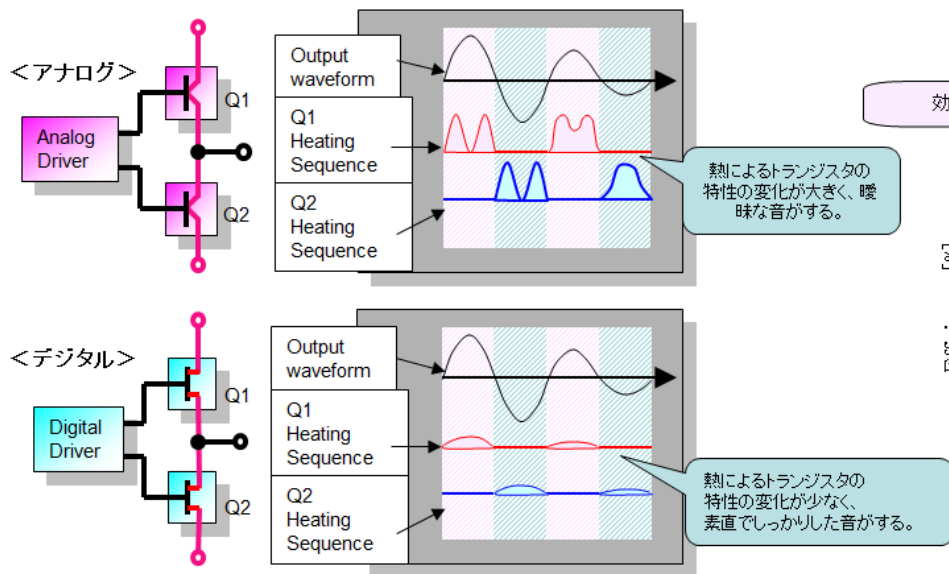 ＜アナログ＞
Analog
Driver
Q1
Q2
Output
waveform
Q1
Heating
Sequence
Q2
Heating
Sequence
熱によるトランジスタの
特性の変化が大きく、曖
昧な音がする。
効
＜デジタル＞
Digital
Driver
Q1
Q2
Output
waveform
Q1
Heating
Sequence
Q2
Heating
Sequence
熱によるトランジスタの
特性の変化が少なく、
素直でしっかりした音がする。